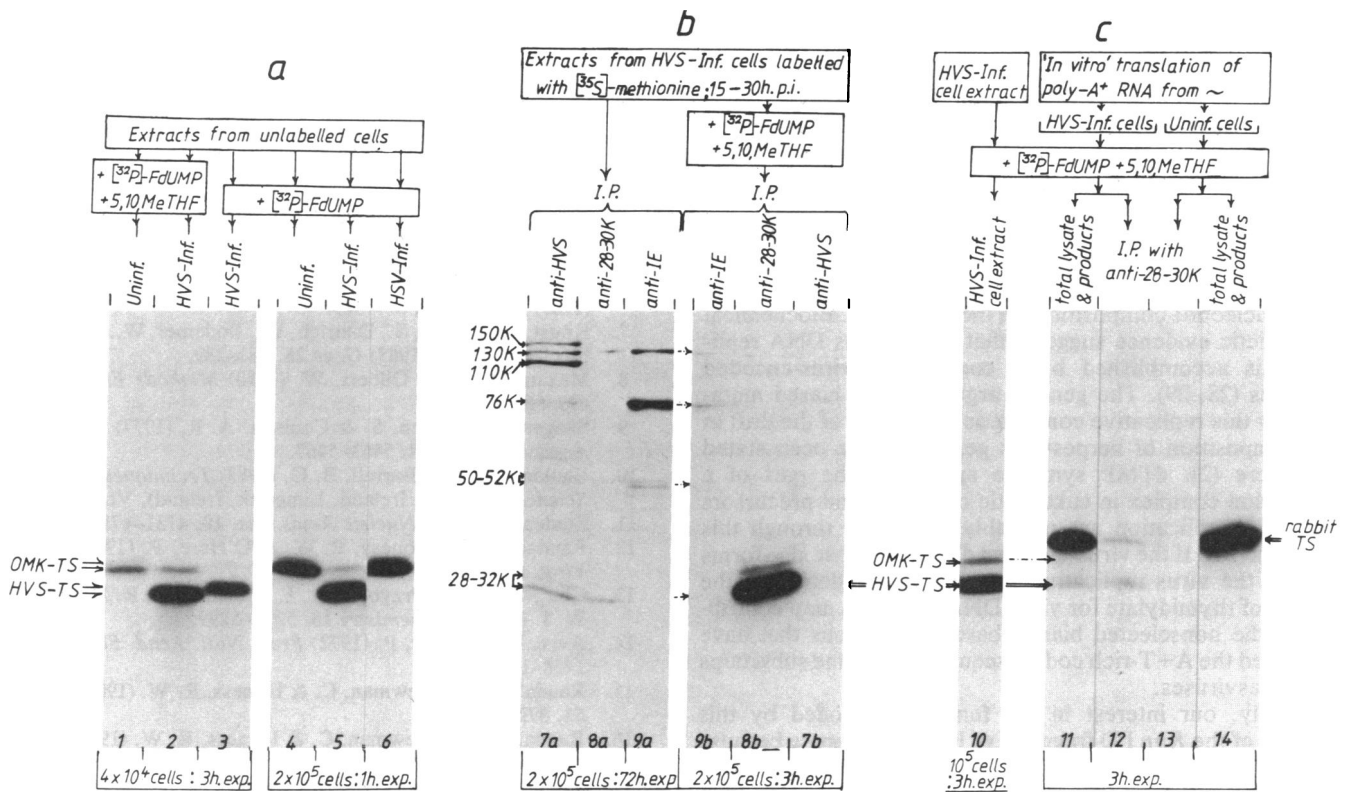 a
Extracts from unlabelled cells
+ [³²P]-FdUMP
+5,10,MeTHF
+ [³²P]-FdUMP
Uninf.
HVS-Inf.
HVS-Inf.
Uninf.
HVS-Inf.
HSV-Inf.
OMK-TS
HVS-TS
1 2 3
4 5 6
4 x 10⁴ cells : 3h. exp.
2 x 10⁵ cells : 1h. exp.
b
Extracts from HVS-Inf. cells labelled
with [³⁵S]-methionine; 15-30h. p.i.
+ [³²P]-FdUMP
+5,10,MeTHF
I.P.
I.P.
anti-HVS
anti-28-30K
anti-IE
anti-IE
anti-28-30K
anti-HVS
150K
130K
110K
76K
50-52K
28-32K
7a 8a 9a
9b 8b 7b
2 x 10⁵ cells : 72h. exp
2 x 10⁵ cells : 3h. exp.
c
HVS-Inf.
cell extract
'In vitro' translation of
poly-A⁺ RNA from ~
HVS-Inf. cells
Uninf. cells
+ [³²P]-FdUMP +5,10,MeTHF
HVS-Inf.
cell extract
total lysate
& products
I.P. with
anti-28-30K
total lysate
& products
OMK-TS
HVS-TS
rabbit
TS
10
11 12 13 14
10⁵ cells
: 3h. exp.
3h. exp.